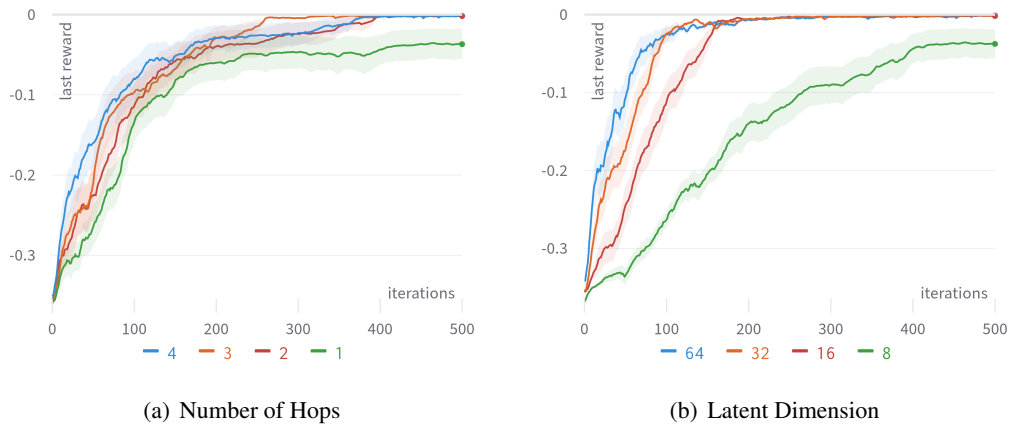 0
-0.1
-0.2
-0.3
last reward
iterations
0 100 200 300 400 500
4 3 2 1
(a) Number of Hops
0
-0.1
-0.2
-0.3
last reward
iterations
0 100 200 300 400 500
64 32 16 8
(b) Latent Dimension